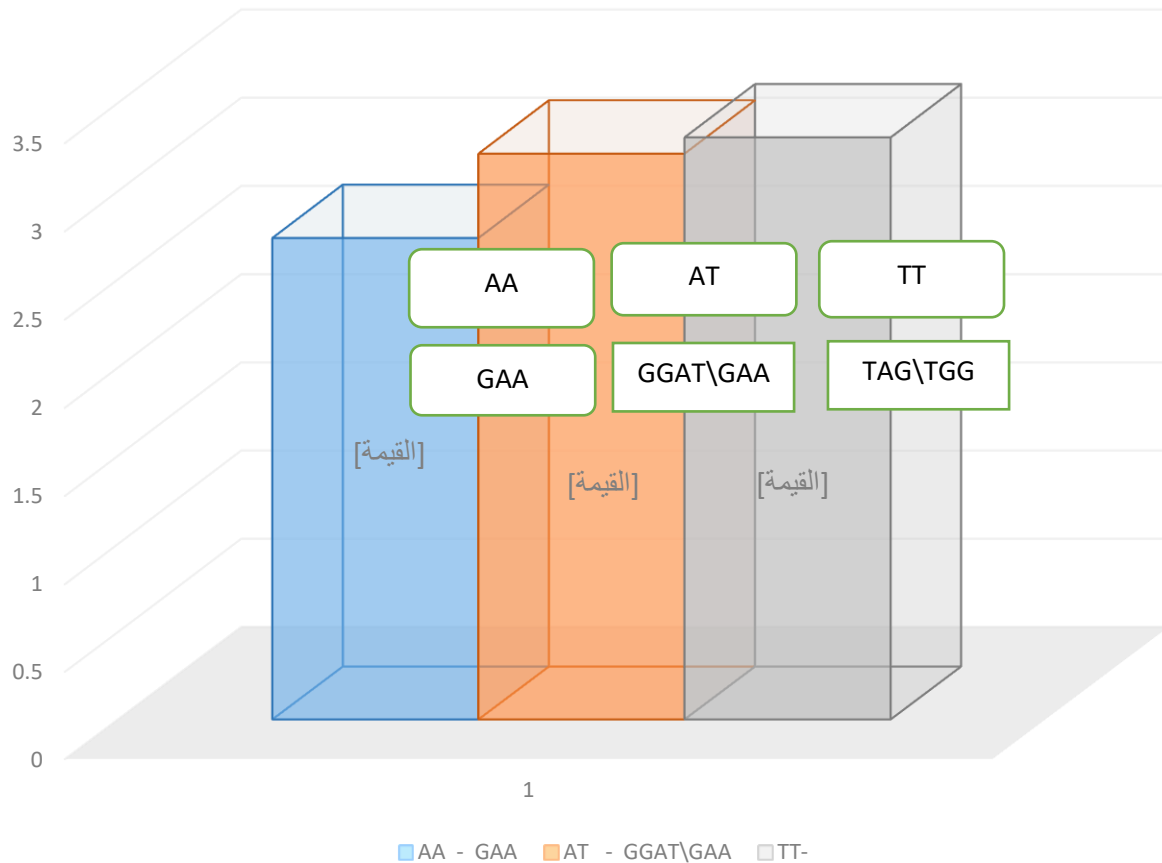 3.5
3
2.5
2
1.5
1
0.5
0
AA
AT
TT
GAA
GGAT\GAA
TAG\TGG
[القيمة]
[القيمة]
[القيمة]
1
AA - GAA
AT - GGAT\GAA
TT-